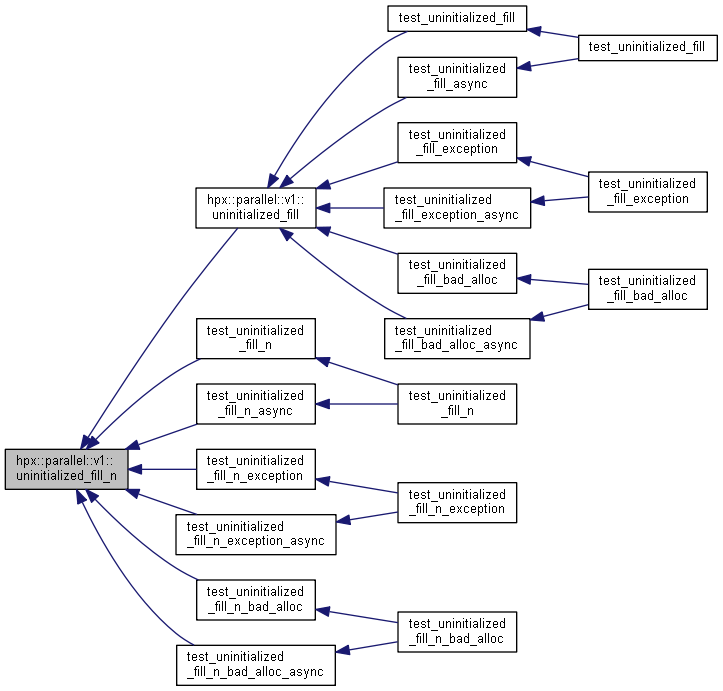 test_uninitialized_fill
test_uninitialized_fill
test_uninitialized
_fill_async
test_uninitialized
_fill_exception
test_uninitialized
_fill_exception
hpx::parallel::v1::
uninitialized_fill
test_uninitialized
_fill_exception_async
test_uninitialized
_fill_bad_alloc
test_uninitialized
_fill_bad_alloc
test_uninitialized
_fill_bad_alloc_async
test_uninitialized
_fill_n
test_uninitialized
_fill_n_async
test_uninitialized
_fill_n
hpx::parallel::v1::
uninitialized_fill_n
test_uninitialized
_fill_n_exception
test_uninitialized
_fill_n_exception
test_uninitialized
_fill_n_exception_async
test_uninitialized
_fill_n_bad_alloc
test_uninitialized
_fill_n_bad_alloc
test_uninitialized
_fill_n_bad_alloc_async